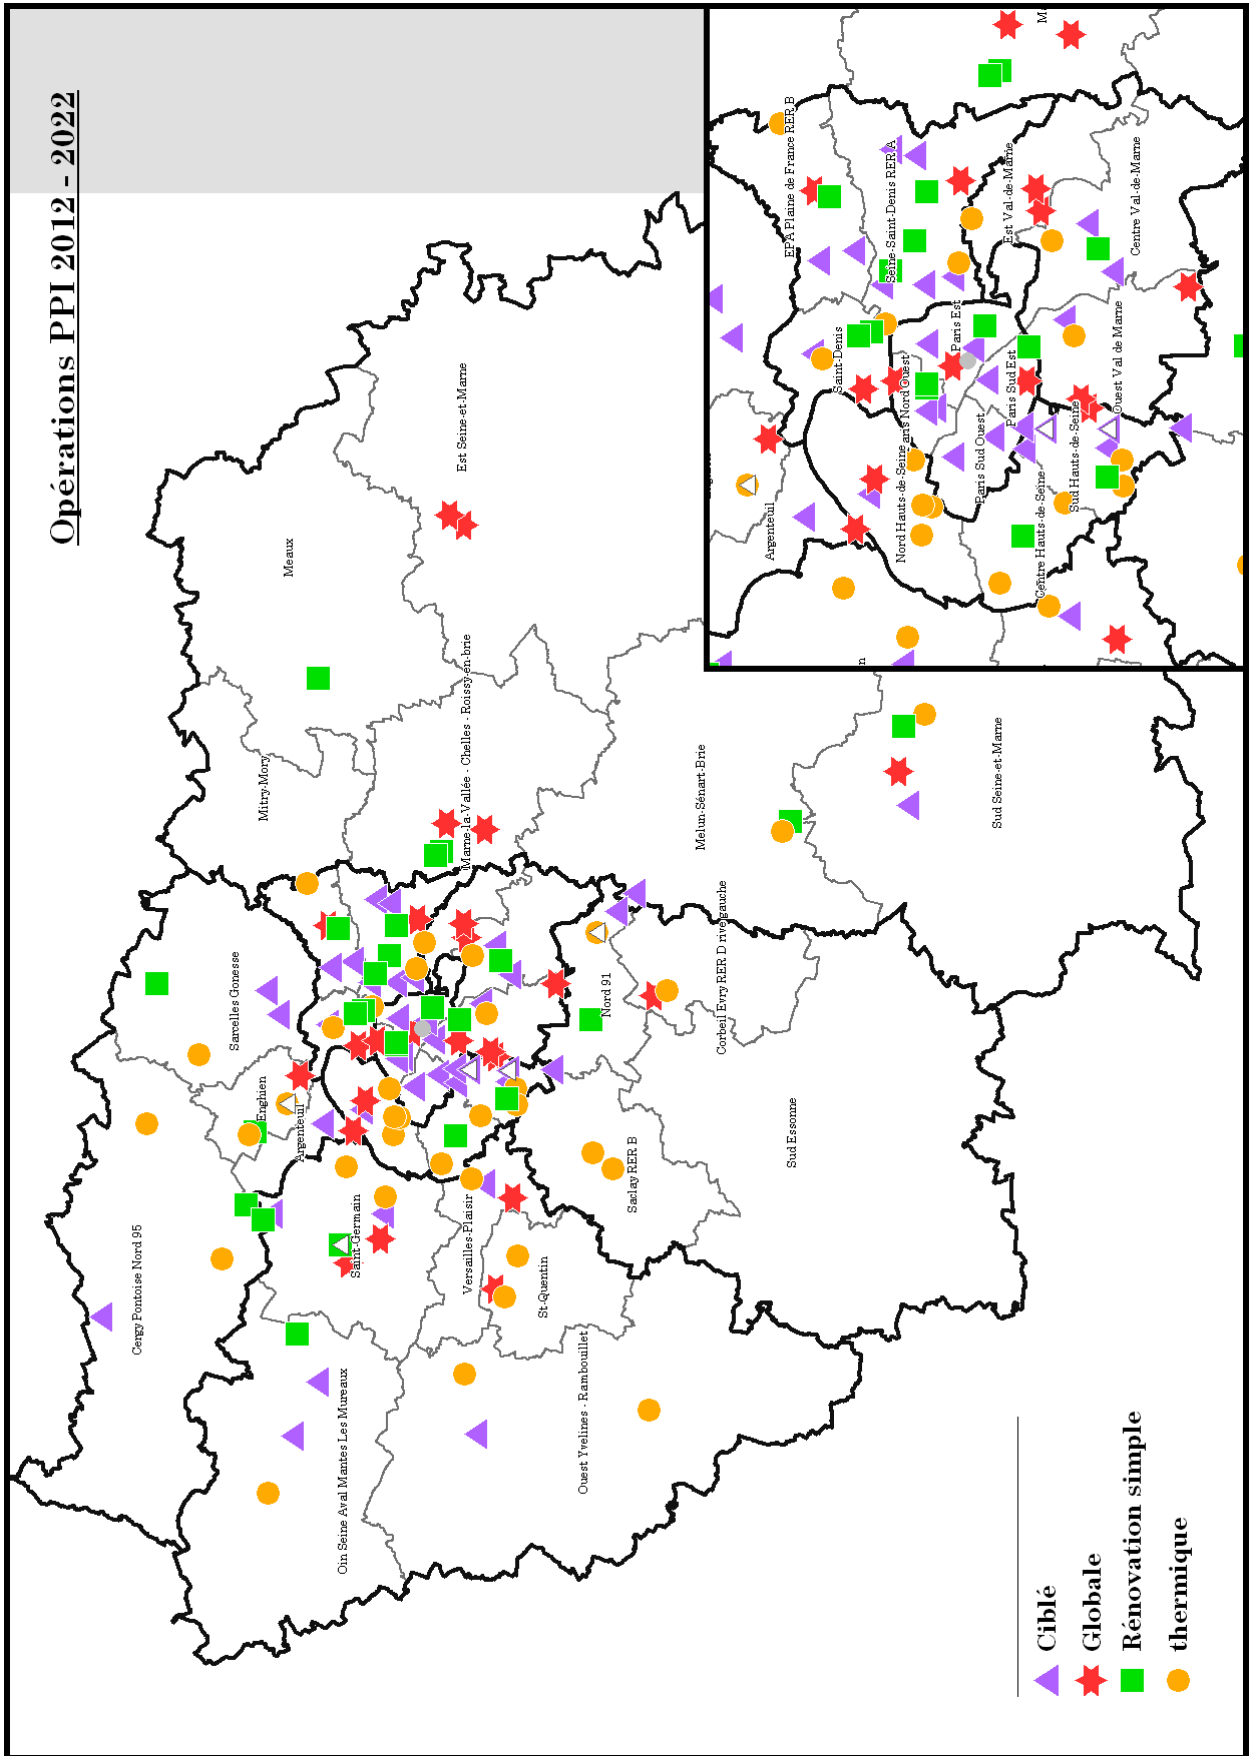 Opérations PPI 2012 - 2022
Cergy Pontoise Nord 95
Sarcelles Gonesse
Enghien
Argenteuil
Mitry-Mory
Meaux
Est Seine-et-Marne
Marne-la-Vallée - Chelles - Roissy-en-brie
Oin Seine Aval Mantes Les Mureaux
Saint-Germain
Versailles-Plaisir
St-Quentin
Ouest Yvelines - Rambouillet
Saclay RER B
Nord 91
Corbeil Evry RER D rive gauche
Melun-Sénart-Brie
Sud Essonne
Sud Seine-et-Marne
Argenteuil
Saint-Denis
EPA Plaine de France RER B
Seine-Saint-Denis RER A
Nord Hauts-de-Seine
aris Nord Ouest
Paris Est
Paris Sud Ouest
Paris Sud Est
Est Val-de-Marne
Centre Hauts-de-Seine
Sud Hauts-de-Seine
Ouest Val de Marne
Centre Val-de-Marne
Ciblé
Globale
Rénovation simple
thermique